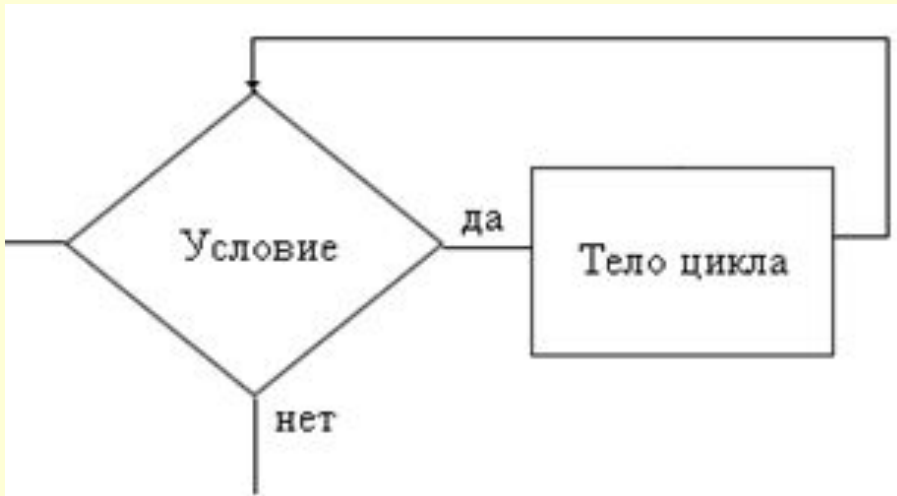 Условие
да
Тело цикла
нет